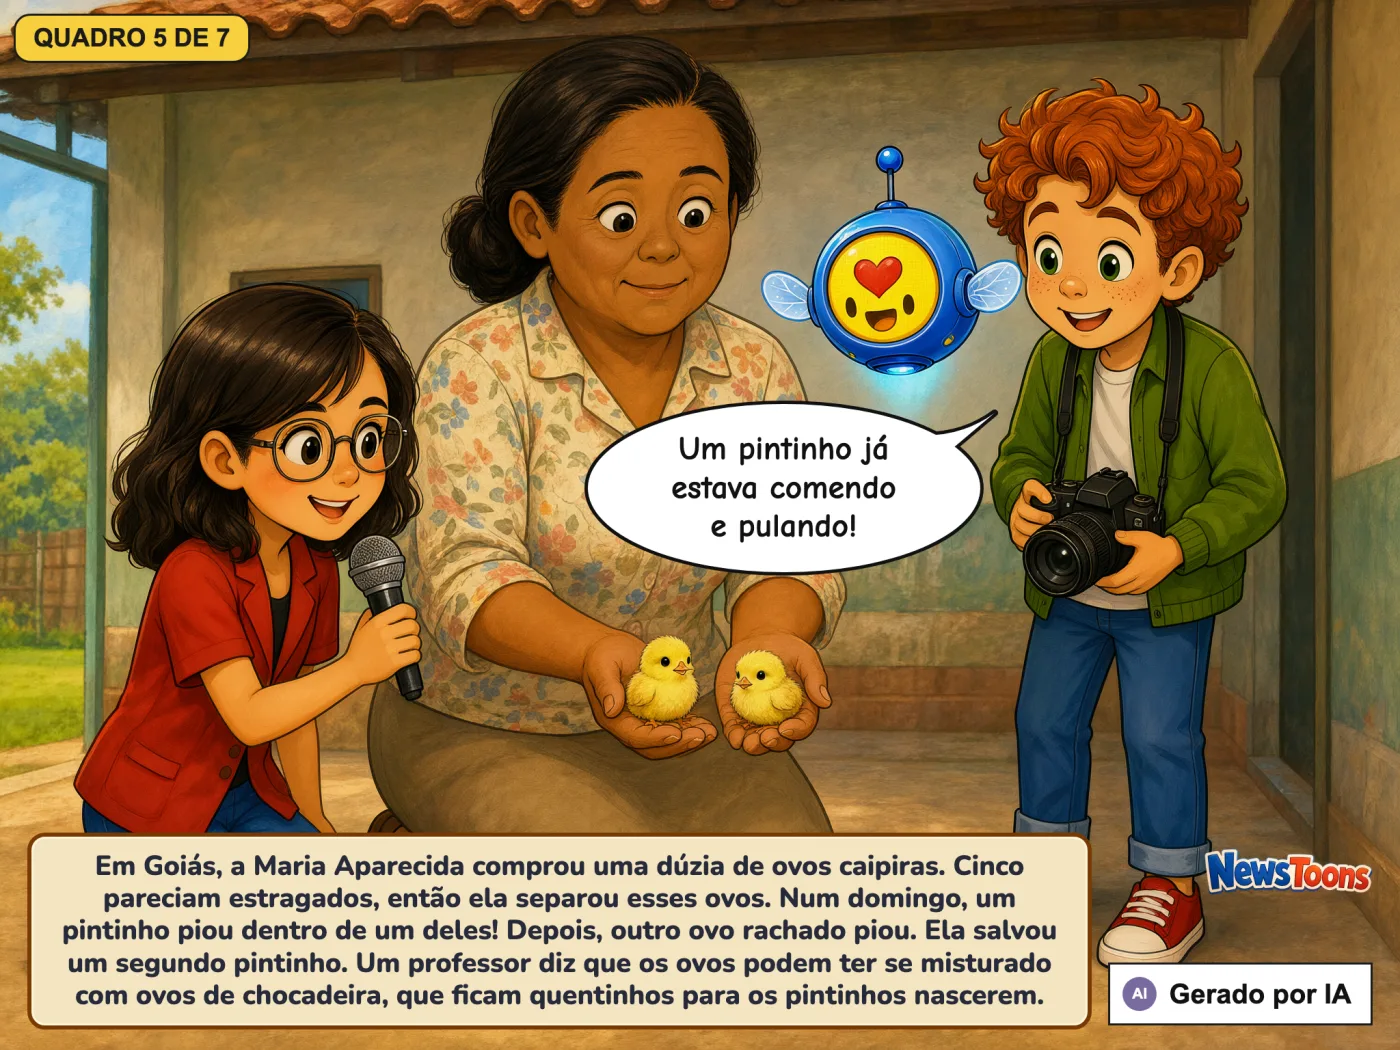 QUADRO 5 DE 7
Um pintinho já
estava comendo
e pulando!
Em Goiás, a Maria Aparecida comprou uma dúzia de ovos caipiras. Cinco
pareciam estragados, então ela separou esses ovos. Num domingo, um
pintinho piou dentro de um deles! Depois, outro ovo rachado piou. Ela salvou
um segundo pintinho. Um professor diz que os ovos podem ter se misturado
com ovos de chocadeira, que ficam quentinhos para os pintinhos nascerem.
NewsToons
AI Gerado por IA